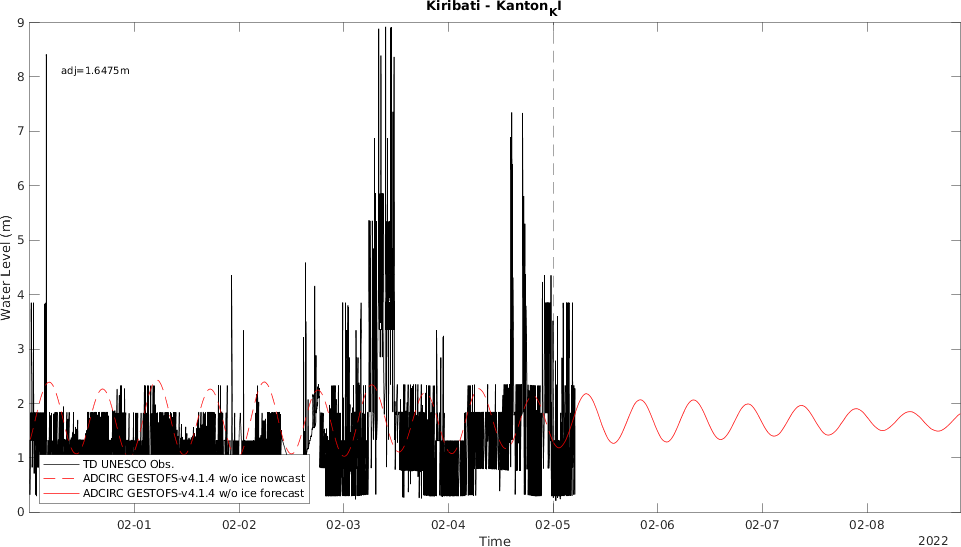 Kiribati - Kanton_KI
adj=1.6475m
Water Level (m)
9
8
7
6
5
4
3
2
1
0
TD UNESCO Obs.
ADCIRC GESTOFS-v4.1.4 w/o ice nowcast
ADCIRC GESTOFS-v4.1.4 w/o ice forecast
02-01 02-02 02-03 02-04 02-05 02-06 02-07 02-08
Time
2022